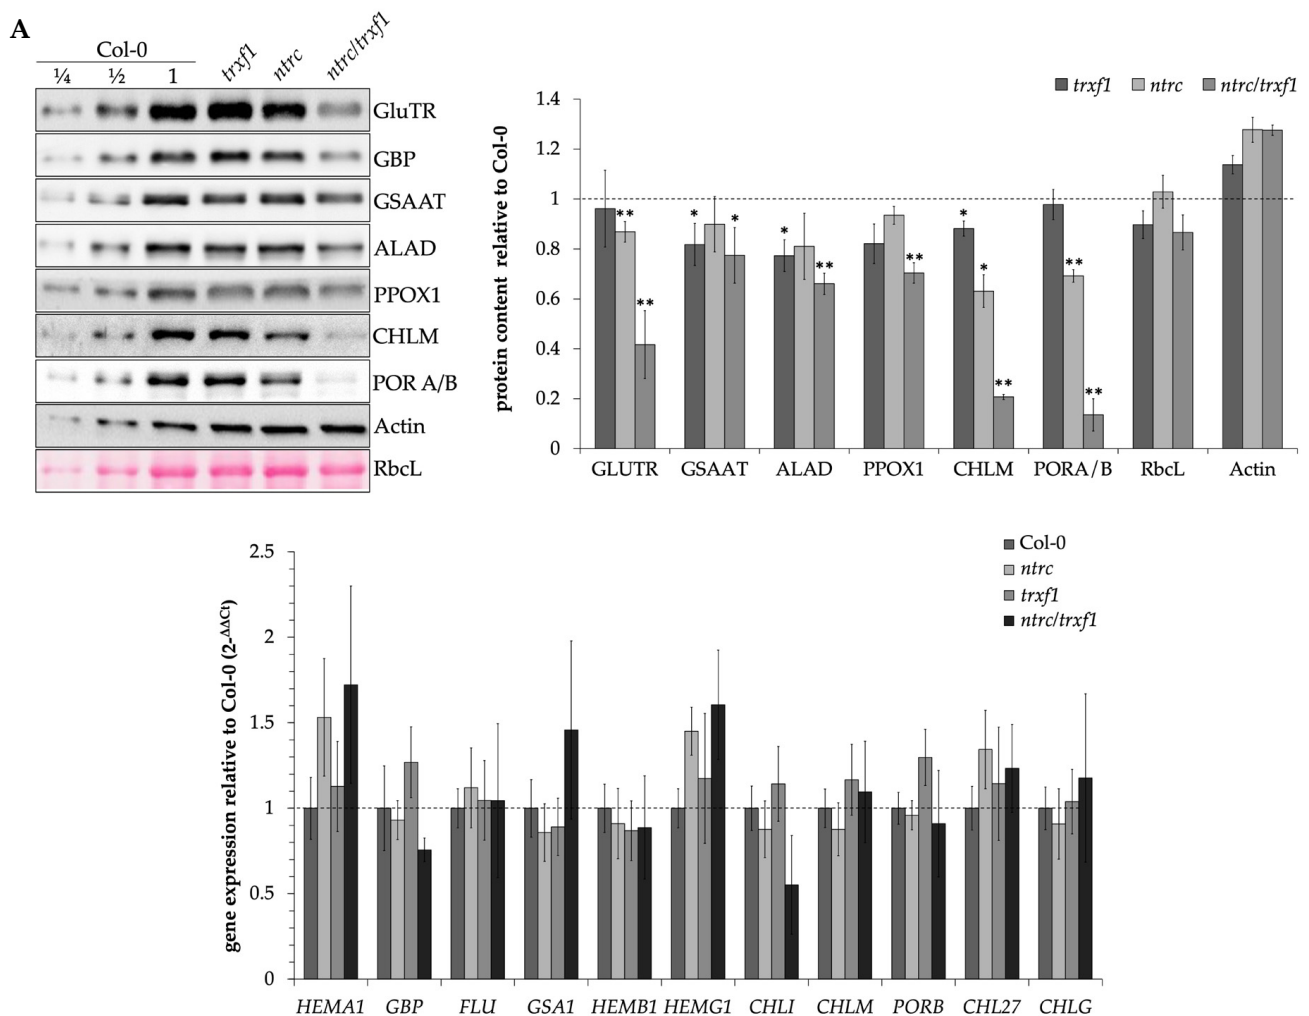 A
Col-0
¼ ½ 1 trxf1 ntrc ntrc/trxf1
GluTR
GBP
GSAAT
ALAD
PPOX1
CHLM
POR A/B
Actin
RbcL
trxf1 ntrc ntrc/trxf1
protein content relative to Col-0
1.4
1.2
1
0.8
0.6
0.4
0.2
0
** ** * * * ** ** * * ** ** **
GLUTR GSAAT ALAD PPOX1 CHLM PORA/B RbcL Actin
Col-0
ntrc
trxf1
ntrc/trxf1
gene expression relative to Col-0 (2-ΔΔCt)
2.5
2
1.5
1
0.5
0
HEMA1 GBP FLU GSA1 HEMB1 HEMG1 CHLI CHLM PORB CHL27 CHLG